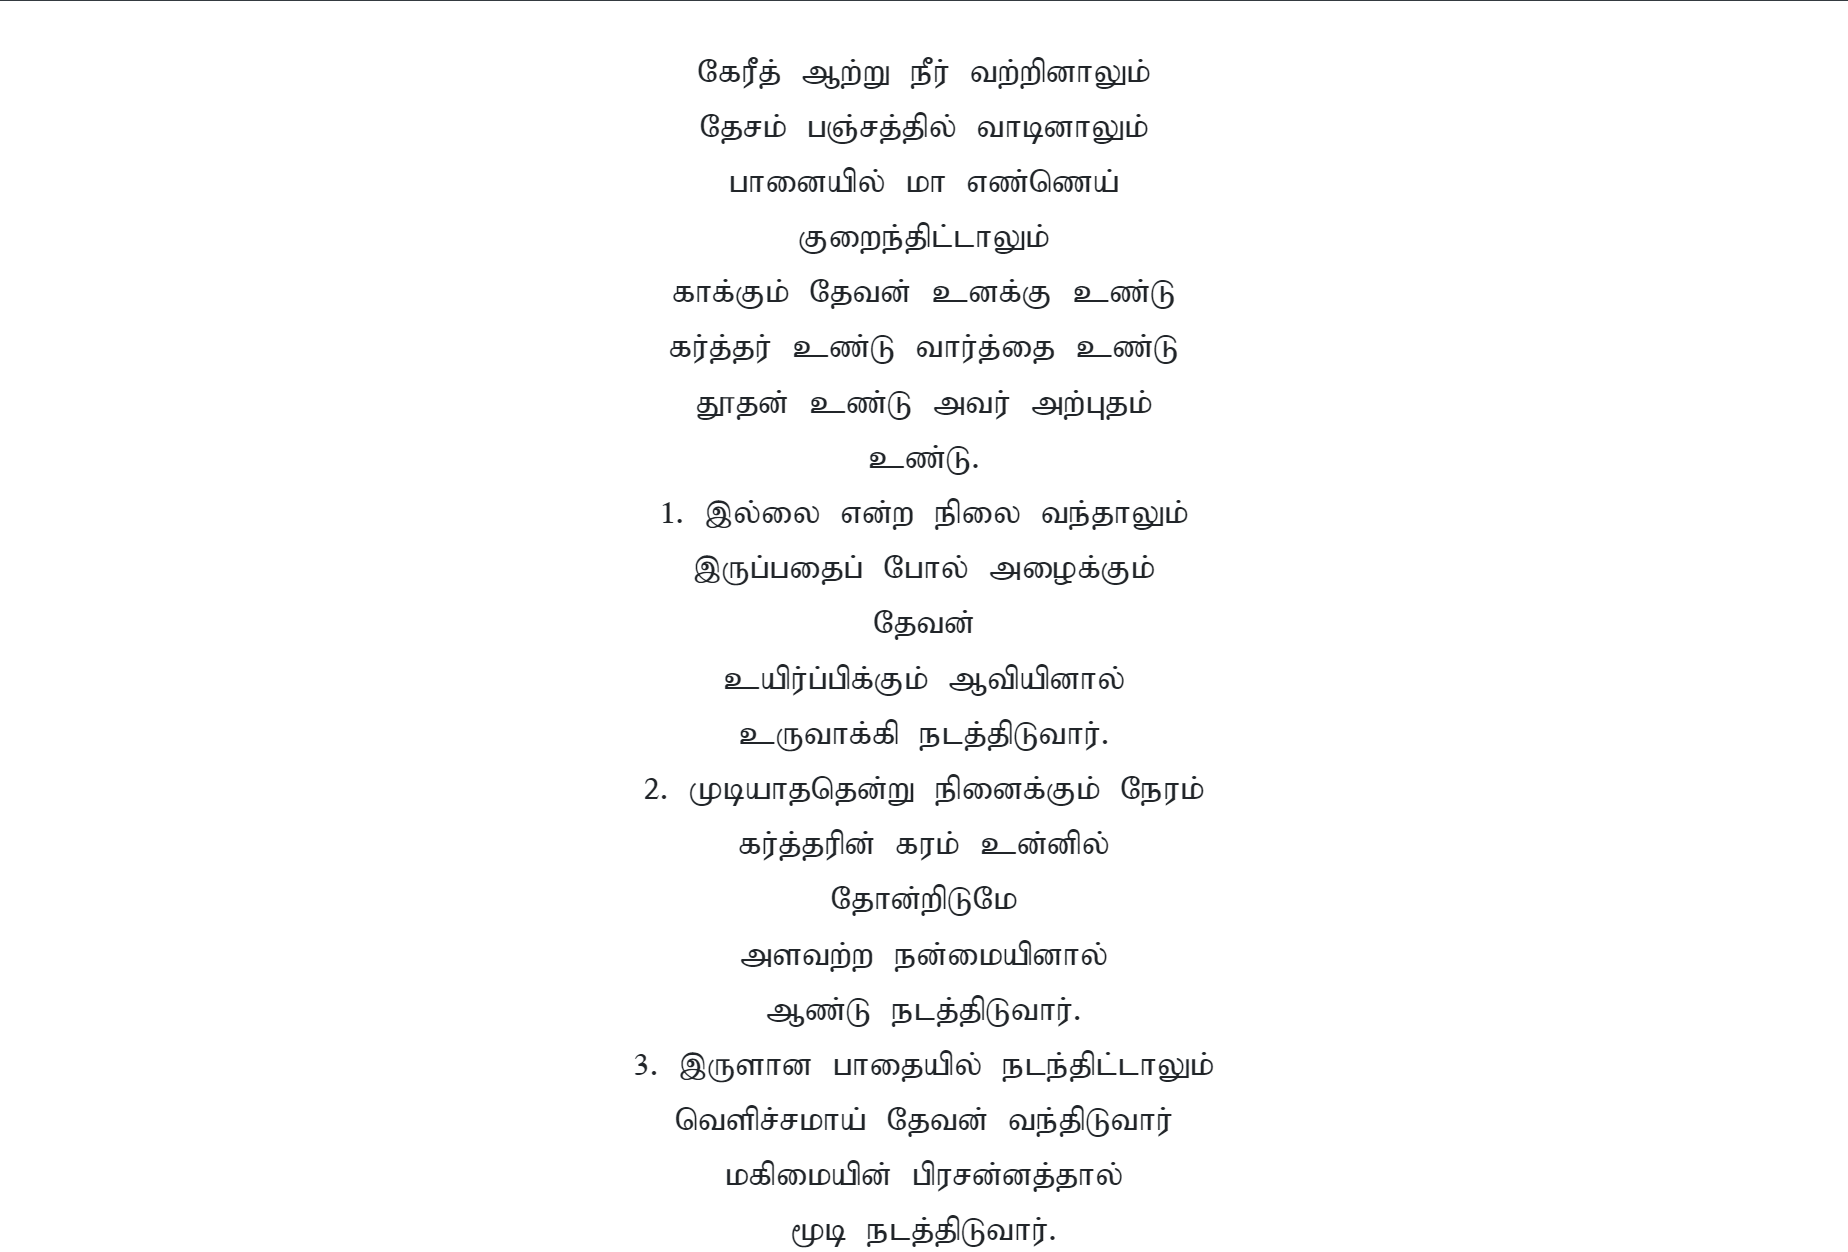 கேரீத் ஆற்று நீர் வற்றினாலும்
தேசம் பஞ்சத்தில் வாடினாலும்
பானையில் மா எண்ணெய்
குறைந்திட்டாலும்
காக்கும் தேவன் உனக்கு உண்டு
கர்த்தர் உண்டு வார்த்தை உண்டு
தூதன் உண்டு அவர் அற்புதம்
உண்டு.
1. இல்லை என்ற நிலை வந்தாலும்
இருப்பதைப் போல் அழைக்கும்
தேவன்
உயிர்ப்பிக்கும் ஆவியினால்
உருவாக்கி நடத்திடுவார்.
2. முடியாததென்று நினைக்கும் நேரம்
கர்த்தரின் கரம் உன்னில்
தோன்றிடுமே
அளவற்ற நன்மையினால்
ஆண்டு நடத்திடுவார்.
3. இருளான பாதையில் நடந்திட்டாலும்
வெளிச்சமாய் தேவன் வந்திடுவார்
மகிமையின் பிரசன்னத்தால்
மூடி நடத்திடுவார்.